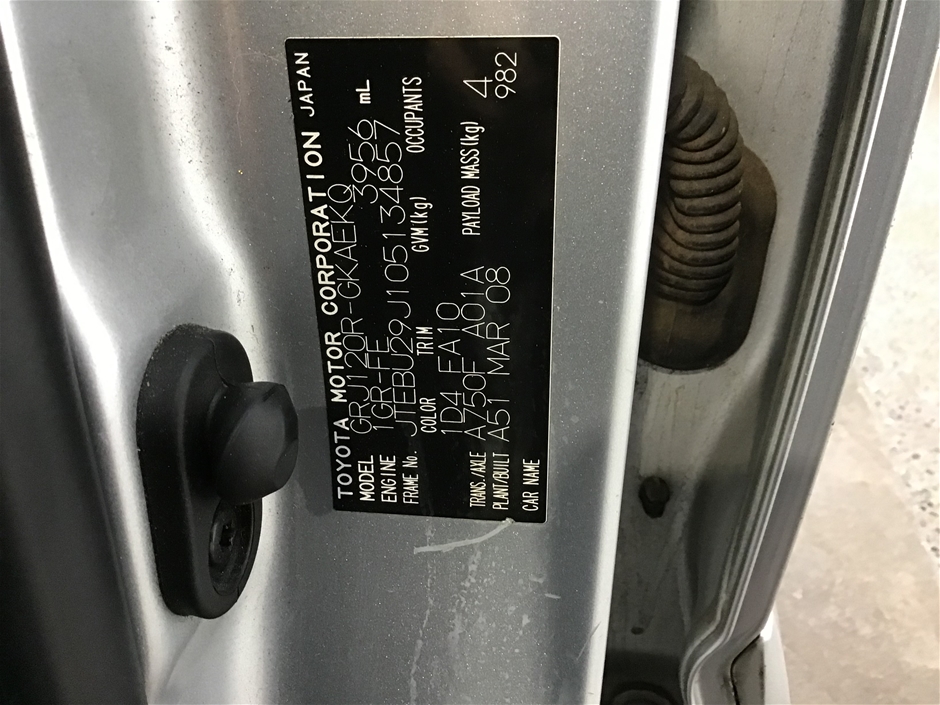 TOYOTA MOTOR CORPORATION JAPAN
MODEL GRJ120R-GKAEKQ
ENGINE 1GR-FE 3956 mL
FRAME No. JTEBU29J105134857
COLOR TRIM GVM(kg) OCCUPANTS
1D4 FA10 4
TRANS./AXLE A750F A01A PAYLOAD MASS(kg) 982
PLANT/BUILT A51 MAR 08
CAR NAME